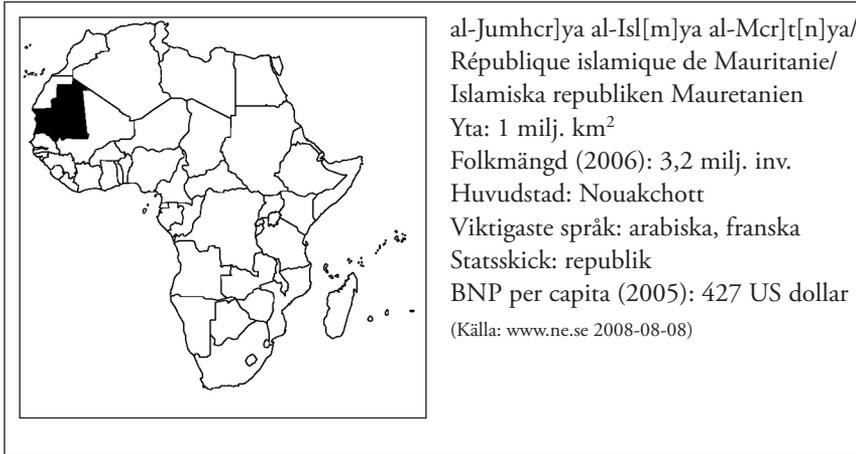 al-Jumhcr]ya al-Isl[m]ya al-Mcr]t[n]ya/
République islamique de Mauritanie/
Islamiska republiken Mauretanien
Yta: 1 milj. km²
Folkmängd (2006): 3,2 milj. inv.
Huvudstad: Nouakchott
Viktigaste språk: arabiska, franska
Statsskick: republik
BNP per capita (2005): 427 US dollar
(Källa: www.ne.se 2008-08-08)